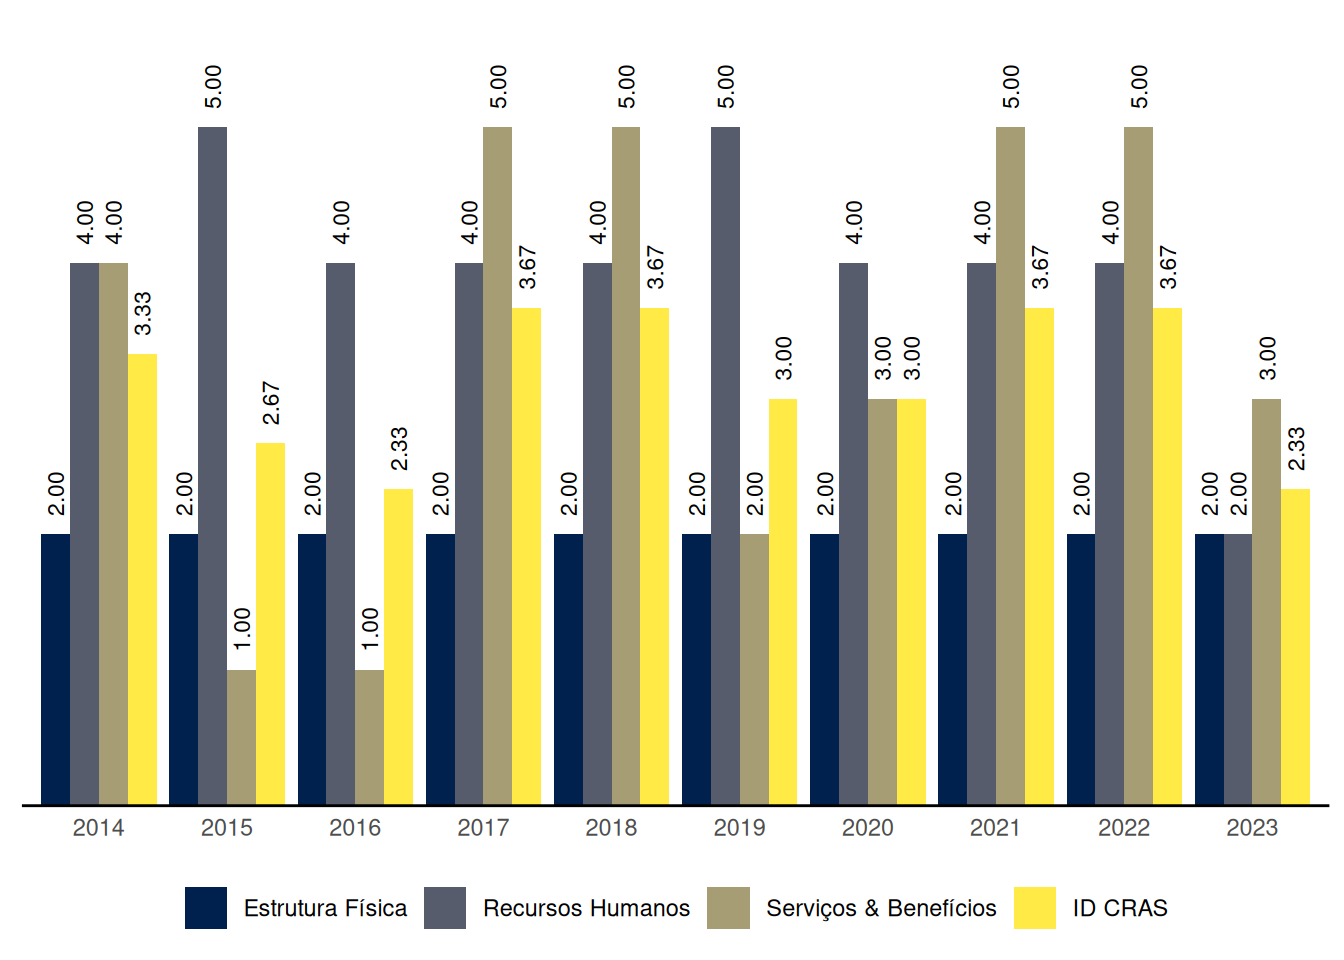 2.00 4.00 4.00 3.33 2.00 5.00 1.00 2.67 2.00 4.00 1.00 2.33 2.00 4.00 5.00 3.67 2.00 4.00 5.00 3.67 2.00 5.00 2.00 3.00 2.00 4.00 3.00 3.00 2.00 4.00 5.00 3.67 2.00 4.00 5.00 3.67 2.00 2.00 3.00 2.33
2014 2015 2016 2017 2018 2019 2020 2021 2022 2023
Estrutura Física Recursos Humanos Serviços & Benefícios ID CRAS